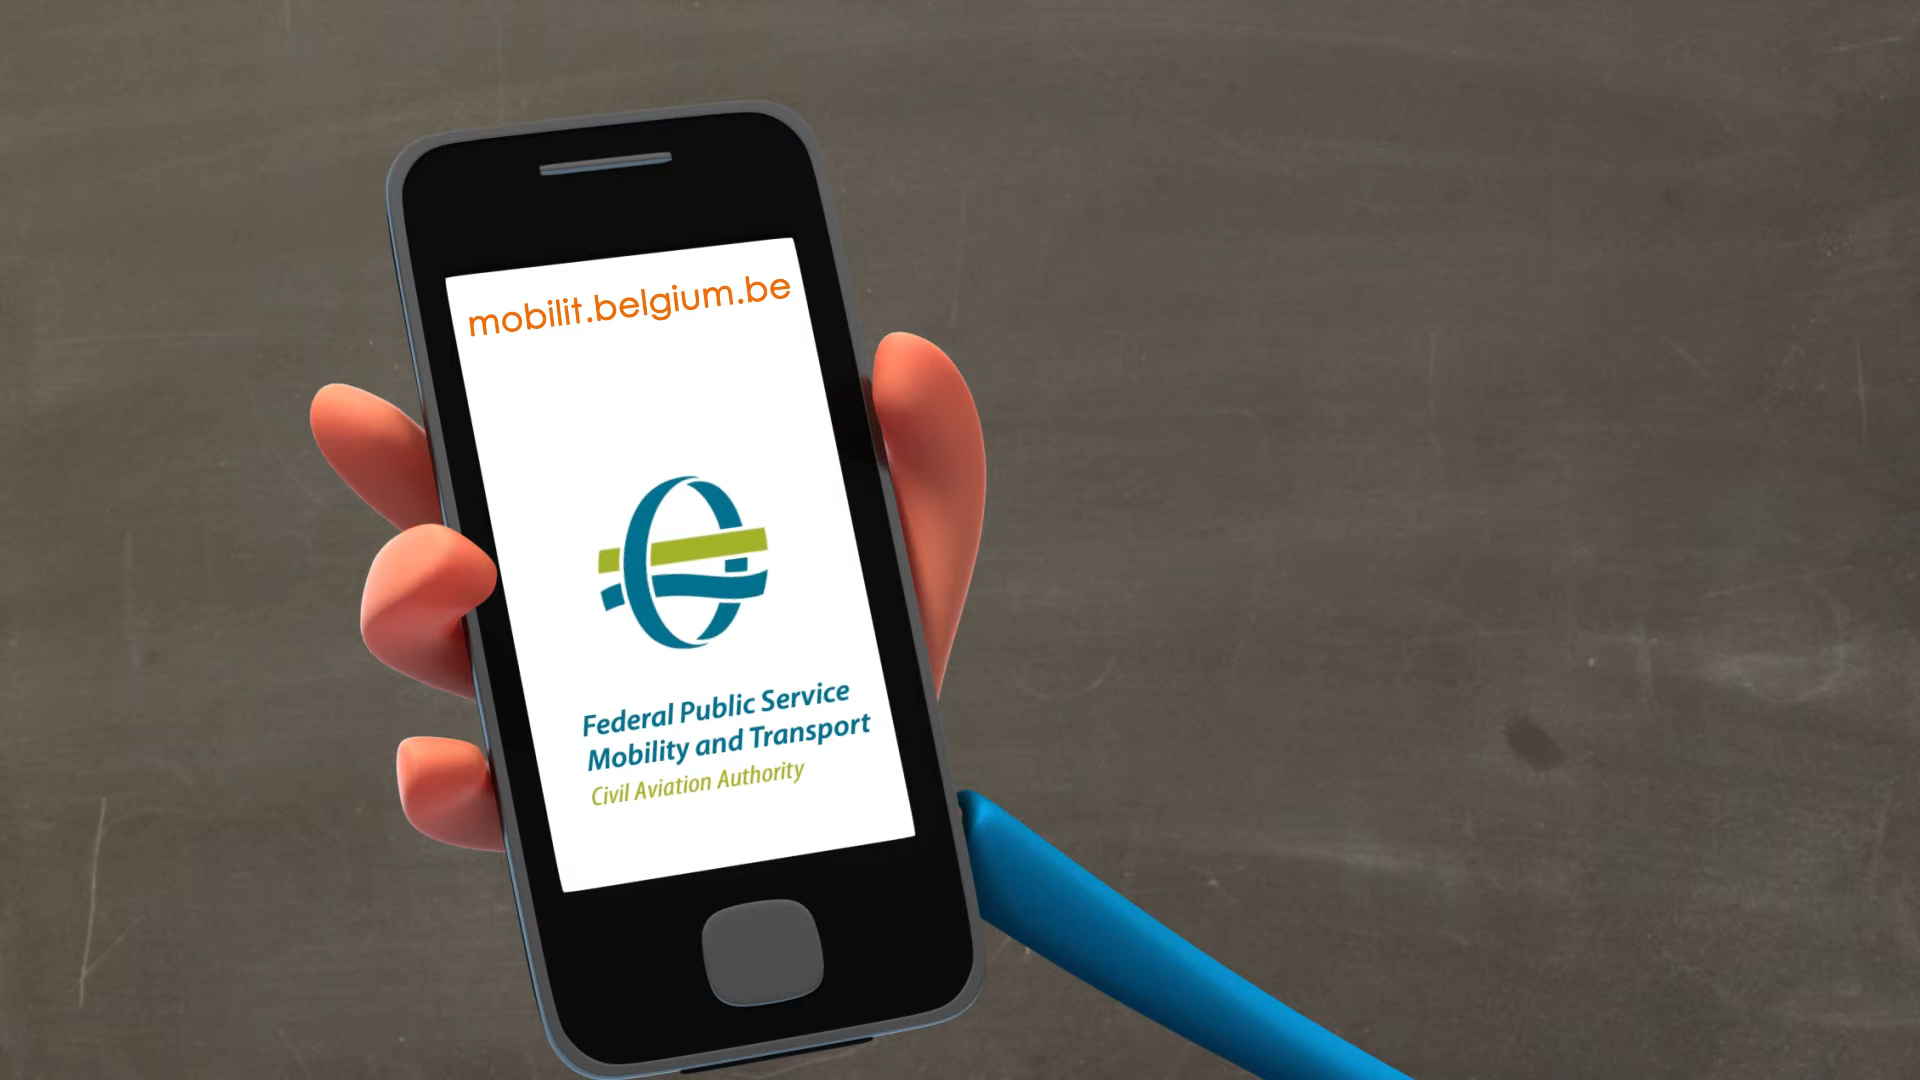 mobilit.belgium.be
Federal Public Service
Mobility and Transport
Civil Aviation Authority